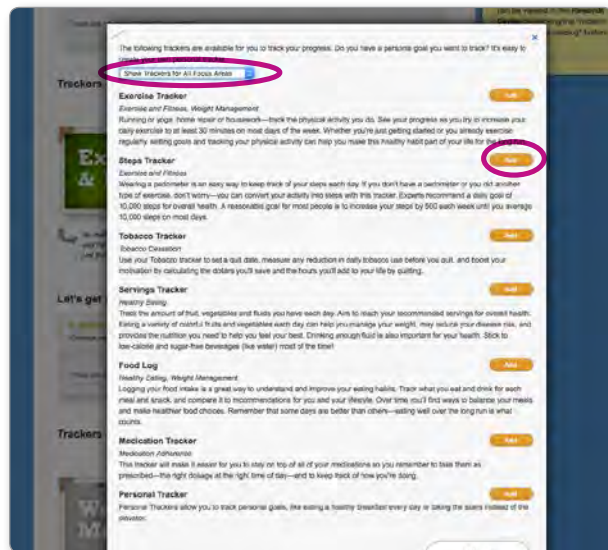 can be viewed in the Rewards
The following trackers are available for you to track your progress. Do you have a personal goal you want to track? It's easy to
create your own personal tracker.
Show Trackers for All Focus Areas
Trackers
Exercise Tracker
Add
Exercise and Fitness, Weight Management
Running or yoga, home repair or housework—track the physical activity you do. See your progress as you try to increase your
daily exercise to at least 30 minutes on most days of the week. Whether you're just getting started or you already exercise
regularly, setting goals and tracking your physical activity can help you make this healthy habit part of your life for the long run.
Ex
&
Steps Tracker
Add
Exercise and Fitness
Wearing a pedometer is an easy way to keep track of your steps each day. If you don't have a pedometer or you did another
type of exercise, don't worry—you can convert your activity into steps with this tracker. Experts recommend a daily goal of
10,000 steps for overall health. A reasonable goal for most people is to increase your steps by 500 each week until you average
10,000 steps on most days.
Tobacco Tracker
Add
Tobacco Cessation
Use your Tobacco tracker to set a quit date, measure any reduction in daily tobacco use before you quit, and boost your
motivation by calculating the dollars you'll save and the hours you'll add to your life by quitting.
Let's get
Servings Tracker
Add
Healthy Eating
Track the amount of fruit, vegetables and fluids you have each day. Aim to reach your recommended servings for overall health.
Eating a variety of colorful fruits and vegetables each day can help you manage your weight, may reduce your disease risk, and
provides the nutrition you need to help you feel your best. Drinking enough fluid is also important for your health. Stick to
low-calorie and sugar-free beverages (like water) most of the time!
Food Log
Add
Healthy Eating, Weight Management
Logging your food intake is a great way to understand and improve your eating habits. Track what you eat and drink for each
meal and snack, and compare it to recommendations for you and your lifestyle. Over time you'll find ways to balance your meals
and make healthier food choices. Remember that some days are better than others—eating well over the long run is what
counts.
Trackers
Medication Tracker
Add
Medication Adherence
This tracker will make it easier for you to stay on top of all of your medications so you remember to take them as
prescribed—the right dosage at the right time of day—and to keep track of how you're doing.
Personal Tracker
Add
Personal Trackers allow you to track personal goals, like eating a healthy breakfast every day or taking the stairs instead of the
elevator.